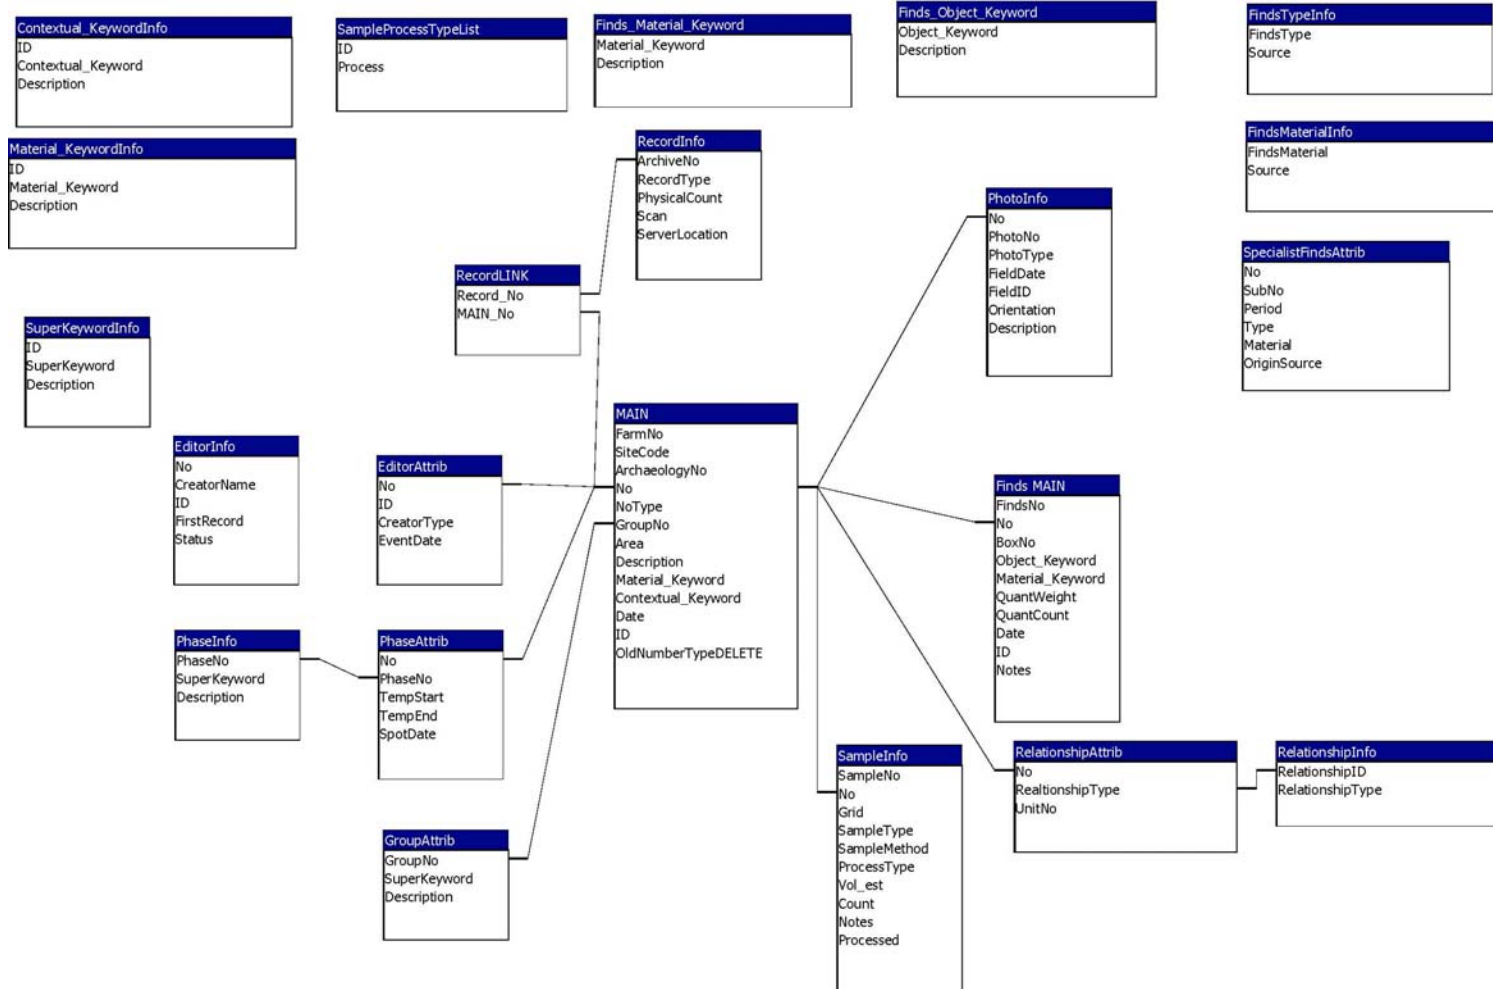 Contextual_KeywordInfo
ID
Contextual_Keyword
Description
SampleProcessTypeList
ID
Process
Finds_Material_Keyword
Material_Keyword
Description
Finds_Object_Keyword
Object_Keyword
Description
FindsTypeInfo
FindsType
Source
Material_KeywordInfo
ID
Material_Keyword
Description
RecordInfo
ArchiveNo
RecordType
PhysicalCount
Scan
ServerLocation
FindsMaterialInfo
FindsMaterial
Source
PhotoInfo
No
PhotoNo
PhotoType
FieldDate
FieldID
Orientation
Description
SpecialistFindsAttrib
No
SubNo
Period
Type
Material
OriginSource
RecordLINK
Record_No
MAIN_No
SuperKeywordInfo
ID
SuperKeyword
Description
MAIN
FarmNo
SiteCode
ArchaeologyNo
No
NoType
GroupNo
Area
Description
Material_Keyword
Contextual_Keyword
Date
ID
OldNumberTypeDELETE
EditorInfo
No
CreatorName
ID
FirstRecord
Status
EditorAttrib
No
ID
CreatorType
EventDate
Finds MAIN
FindsNo
No
BoxNo
Object_Keyword
Material_Keyword
QuantWeight
QuantCount
Date
ID
Notes
PhaseInfo
PhaseNo
SuperKeyword
Description
PhaseAttrib
No
PhaseNo
TempStart
TempEnd
SpotDate
SampleInfo
SampleNo
No
Grid
SampleType
SampleMethod
ProcessType
Vol_est
Count
Notes
Processed
RelationshipAttrib
No
RealtionshipType
UnitNo
RelationshipInfo
RelationshipID
RelationshipType
GroupAttrib
GroupNo
SuperKeyword
Description